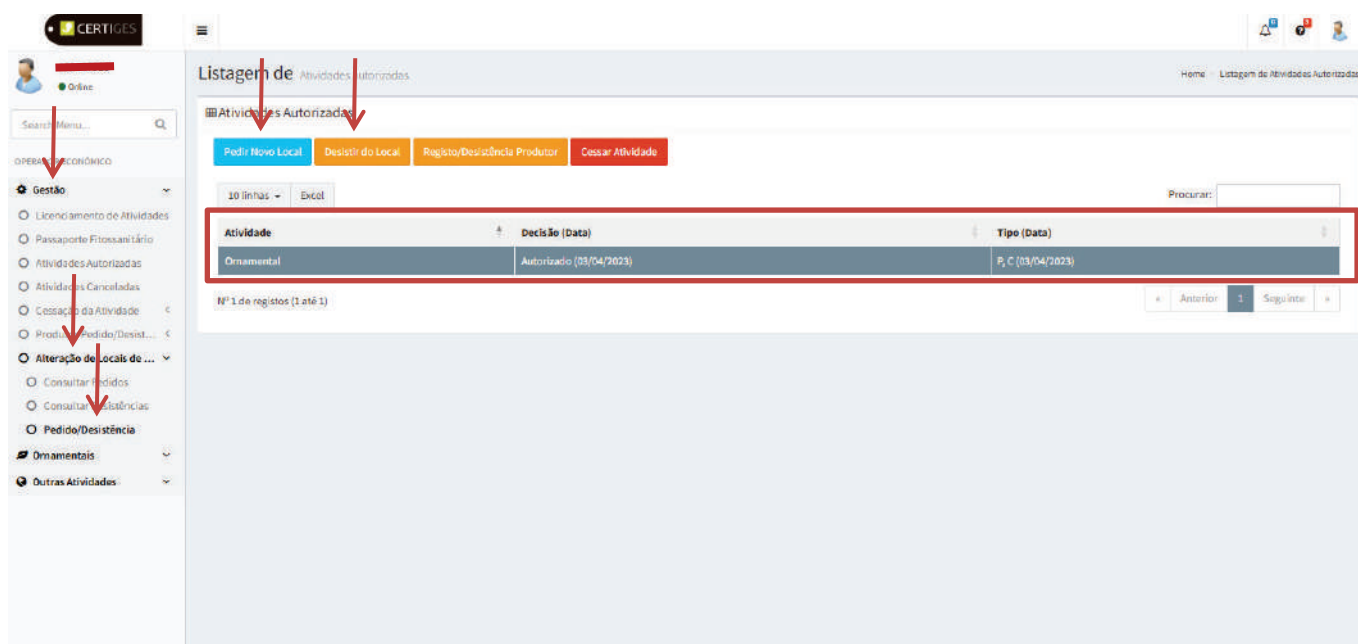 CERTIGES
Online
Search Menu...
OPERADOR ECONÓMICO
Gestão
Licenciamento de Atividades
Passaporte Fitossanitário
Atividades Autorizadas
Atividades Canceladas
Cessação da Atividade
Produtor Pedido/Desist...
Alteração de Locais de ...
Consultar Pedidos
Consultar Desistências
Pedido/Desistência
Ornamentais
Outras Atividades
Listagem de Atividades Autorizadas
Home Listagem de Atividades Autorizadas
Atividades Autorizadas
Pedir Novo Local Desistir do Local Registo/Desistência Produtor Cessar Atividade
10 linhas Excel Procurar:
Atividade Decisão (Data) Tipo (Data)
Ornamental Autorizado (03/04/2023) P, C (03/04/2023)
Nº 1 de registos (1 até 1)
« Anterior 1 Seguinte »